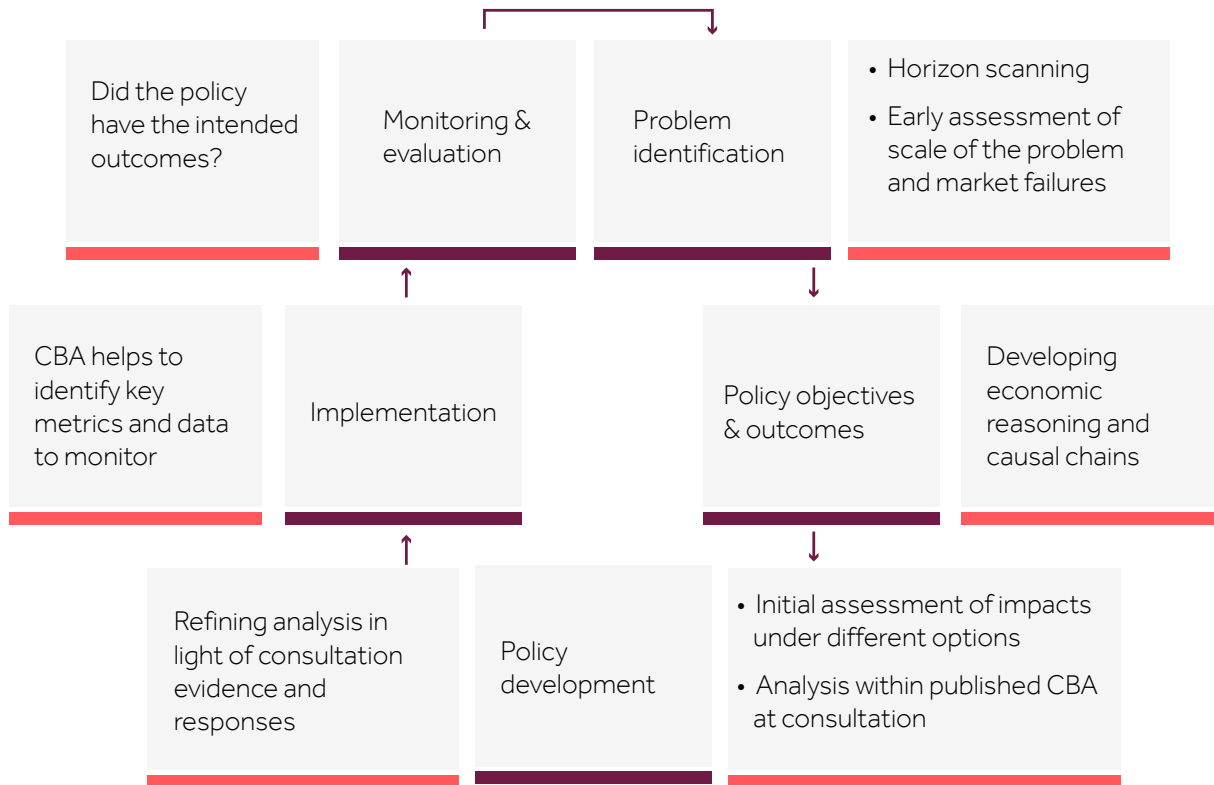 Did the policy
have the intended
outcomes?
Monitoring &
evaluation
Problem
identification
• Horizon scanning
• Early assessment of
scale of the problem
and market failures
CBA helps to
identify key
metrics and data
to monitor
Implementation
Policy objectives
& outcomes
Developing
economic
reasoning and
causal chains
Refining analysis in
light of consultation
evidence and
responses
Policy
development
• Initial assessment of impacts
under different options
• Analysis within published CBA
at consultation